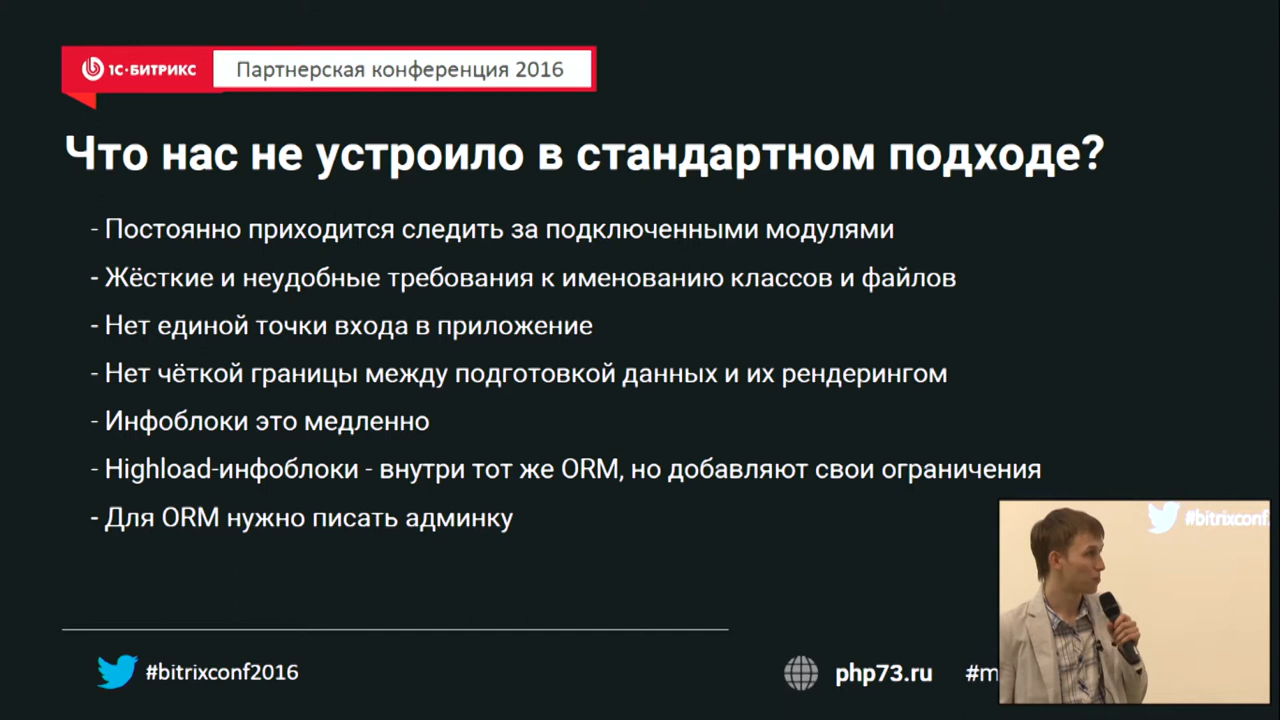 1С-БИТРИКС Партнерская конференция 2016
Что нас не устроило в стандартном подходе?
- Постоянно приходится следить за подключенными модулями
- Жёсткие и неудобные требования к именованию классов и файлов
- Нет единой точки входа в приложение
- Нет чёткой границы между подготовкой данных и их рендерингом
- Инфоблоки это медленно
- Highload-инфоблоки - внутри тот же ORM, но добавляют свои ограничения
- Для ORM нужно писать админку
#bitrixconf
#bitrixconf2016
php73.ru